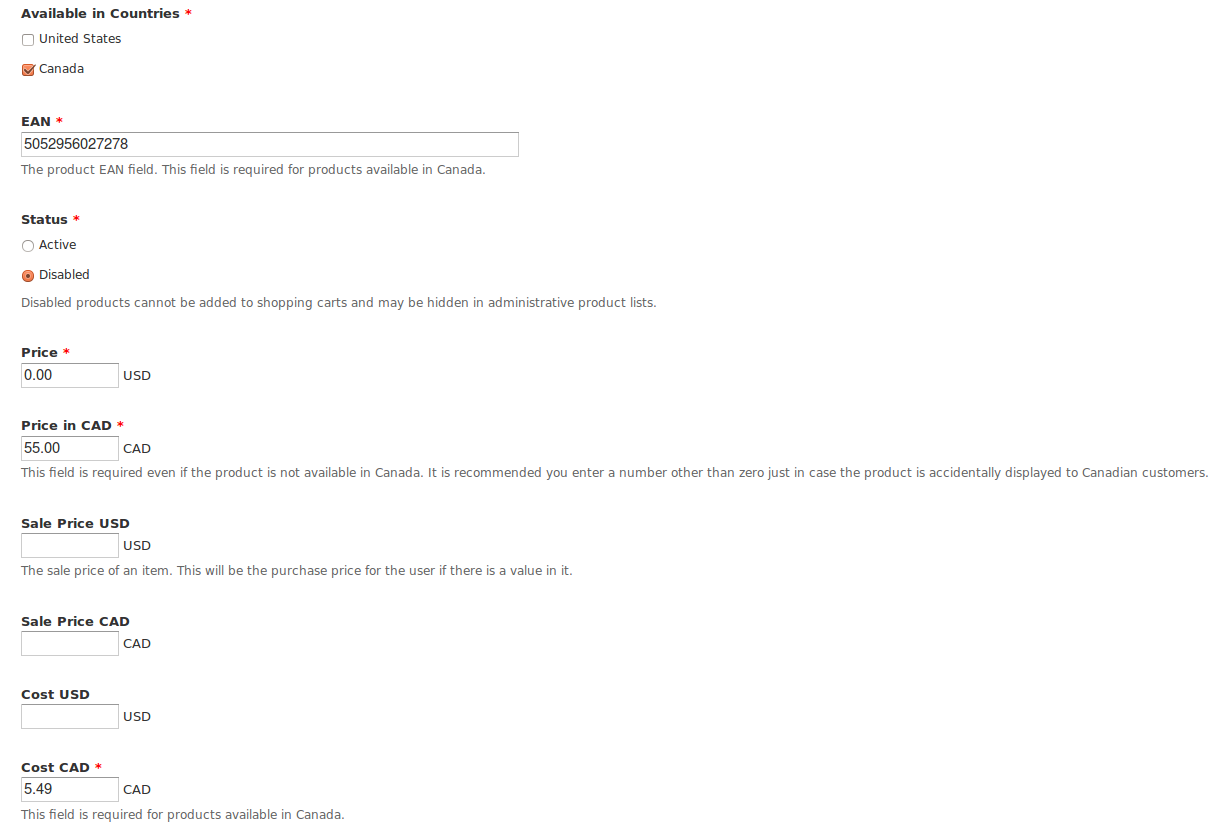 Available in Countries *
United States
Canada
EAN *
5052956027278
The product EAN field. This field is required for products available in Canada.
Status *
Active
Disabled
Disabled products cannot be added to shopping carts and may be hidden in administrative product lists.
Price *
0.00 USD
Price in CAD *
55.00 CAD
This field is required even if the product is not available in Canada. It is recommended you enter a number other than zero just in case the product is accidentally displayed to Canadian customers.
Sale Price USD
USD
The sale price of an item. This will be the purchase price for the user if there is a value in it.
Sale Price CAD
CAD
Cost USD
USD
Cost CAD *
5.49 CAD
This field is required for products available in Canada.